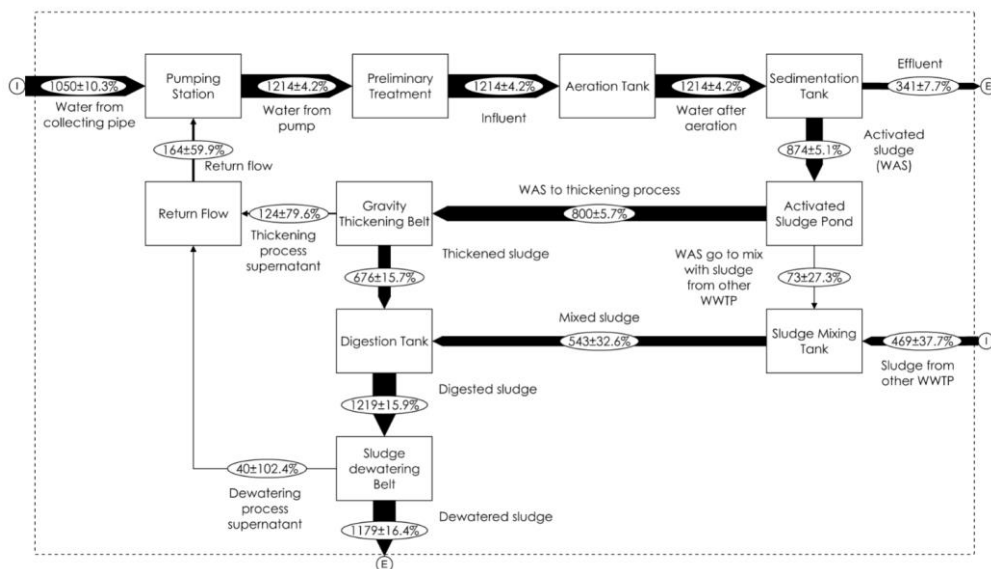 Pumping
Station
Preliminary
Treatment
Aeration Tank
Sedimentation
Tank
Effluent
I
1050±10.3%
1214±4.2%
1214±4.2%
1214±4.2%
341±7.7%
E
Water from
collecting pipe
Water from
pump
Influent
Water after
aeration
874±5.1%
Activated
sludge
(WAS)
164±59.9%
Return flow
Return Flow
124±79.6%
Thickening
process
supernatant
Gravity
Thickening Belt
WAS to thickening process
800±5.7%
Activated
Sludge Pond
Thickened sludge
676±15.7%
WAS go to mix
with sludge
from other
WWTP
73±27.3%
Digestion Tank
Mixed sludge
543±32.6%
Sludge Mixing
Tank
469±37.7%
I
Sludge from
other WWTP
Digested sludge
1219±15.9%
Sludge
dewatering
Belt
40±102.4%
Dewatering
process
supernatant
Dewatered sludge
1179±16.4%
E